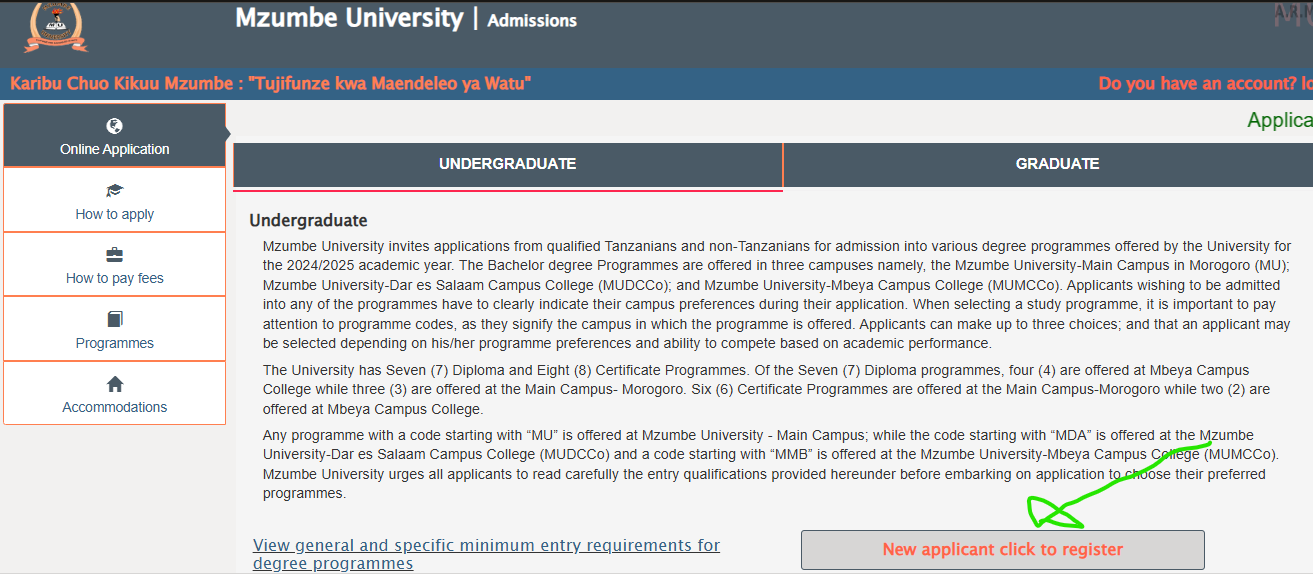 Mzumbe University | Admissions
Karibu Chuo Kikuu Mzumbe : "Tujifunze kwa Maendeleo ya Watu"
Do you have an account?
Online Application
How to apply
How to pay fees
Programmes
Accommodations
UNDERGRADUATE
GRADUATE
Undergraduate
Mzumbe University invites applications from qualified Tanzanians and non-Tanzanians for admission into various degree programmes offered by the University for
the 2024/2025 academic year. The Bachelor degree Programmes are offered in three campuses namely, the Mzumbe University-Main Campus in Morogoro (MU);
Mzumbe University-Dar es Salaam Campus College (MUDCCo); and Mzumbe University-Mbeya Campus College (MUMCCo). Applicants wishing to be admitted
into any of the programmes have to clearly indicate their campus preferences during their application. When selecting a study programme, it is important to pay
attention to programme codes, as they signify the campus in which the programme is offered. Applicants can make up to three choices; and that an applicant may
be selected depending on his/her programme preferences and ability to compete based on academic performance.
The University has Seven (7) Diploma and Eight (8) Certificate Programmes. Of the Seven (7) Diploma programmes, four (4) are offered at Mbeya Campus
College while three (3) are offered at the Main Campus- Morogoro. Six (6) Certificate Programmes are offered at the Main Campus-Morogoro while two (2) are
offered at Mbeya Campus College.
Any programme with a code starting with “MU” is offered at Mzumbe University - Main Campus; while the code starting with “MDA” is offered at the Mzumbe
University-Dar es Salaam Campus College (MUDCCo) and a code starting with “MMB” is offered at the Mzumbe University-Mbeya Campus College (MUMCCo).
Mzumbe University urges all applicants to read carefully the entry qualifications provided hereunder before embarking on application to choose their preferred
programmes.
View general and specific minimum entry requirements for
degree programmes
New applicant click to register